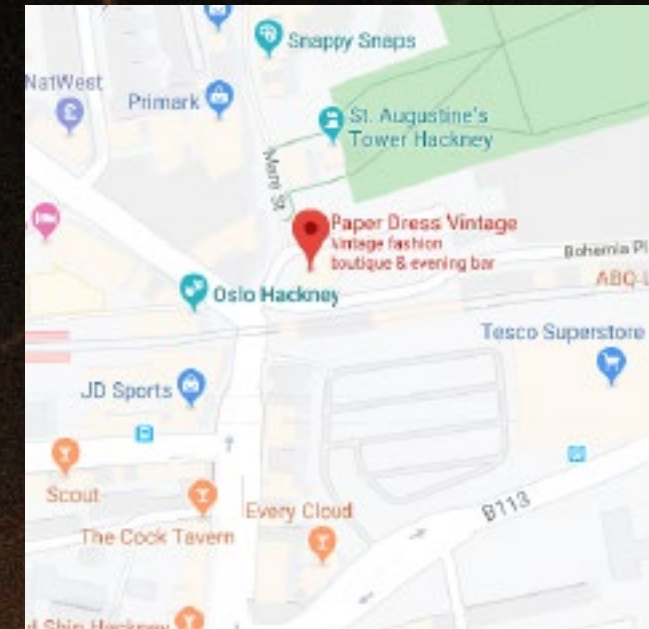 Snappy Snaps
NatWest
Primark
St. Augustine's
Tower Hackney
Mare St
Paper Dress Vintage
Vintage fashion
boutique & evening bar
Bohemia Pl
ABQ-L
Oslo Hackney
Tesco Superstore
JD Sports
Scout
The Cock Tavern
Every Cloud
B113
d Ship Hackney